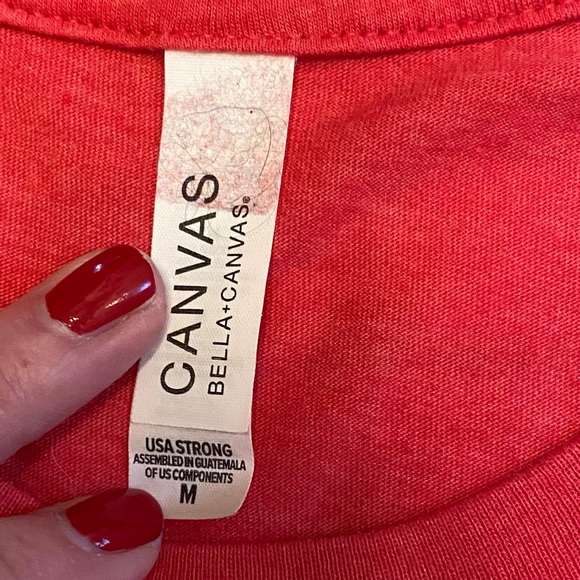 CANVAS
BELLA+CANVAS®
USA STRONG
ASSEMBLED IN GUATEMALA
OF US COMPONENTS
M